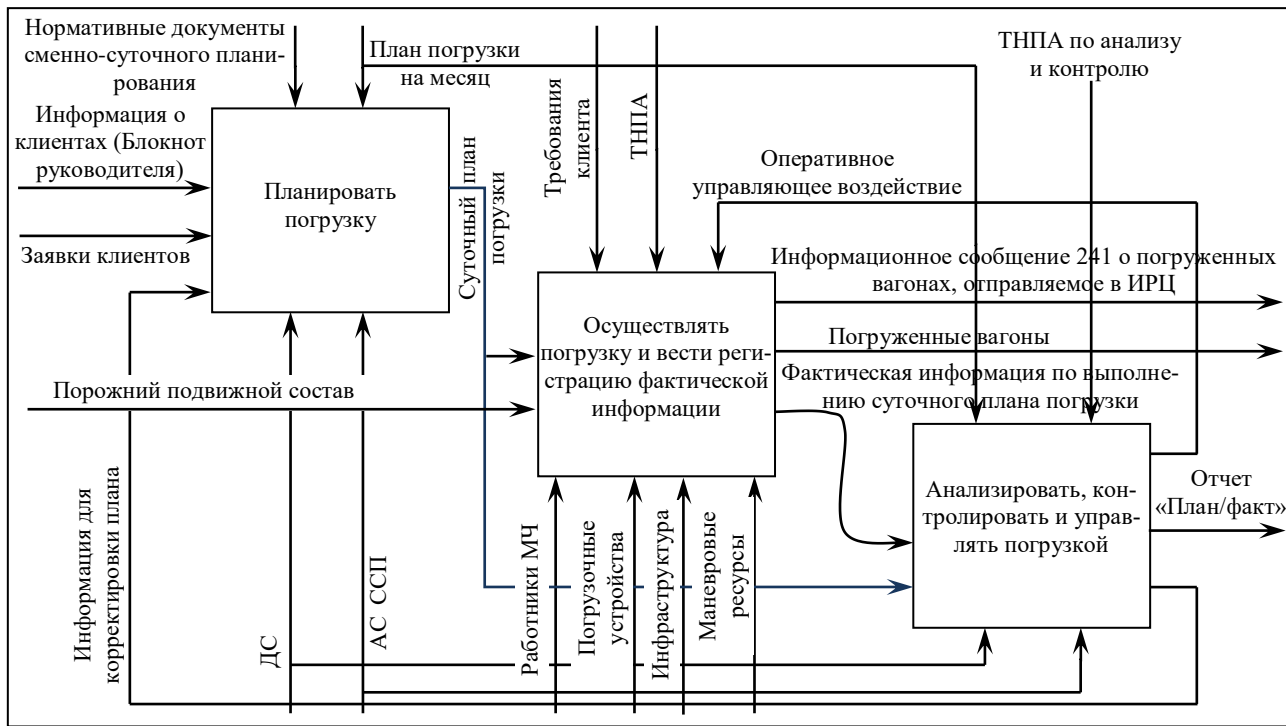 Нормативные документы
сменно-суточного плани-
рования
План погрузки
на месяц
ТНПА по анализу
и контролю
Информация о
клиентах (Блокнот
руководителя)
Заявки клиентов
Планировать
погрузку
Суточный план
погрузки
Требования
клиента
ТНПА
Оперативное
управляющее воздействие
Информационное сообщение 241 о погруженных
вагонах, отправляемое в ИРЦ
Осуществлять
погрузку и вести реги-
страцию фактической
информации
Погруженные вагоны
Фактическая информация по выполне-
нию суточного плана погрузки
Порожний подвижной состав
Анализировать, кон-
тролировать и управ-
лять погрузкой
Отчет
«План/факт»
Информация для
корректировки плана
ДС
АС ССП
Работники МЧ
Погрузочные
устройства
Инфраструктура
Маневровые
ресурсы